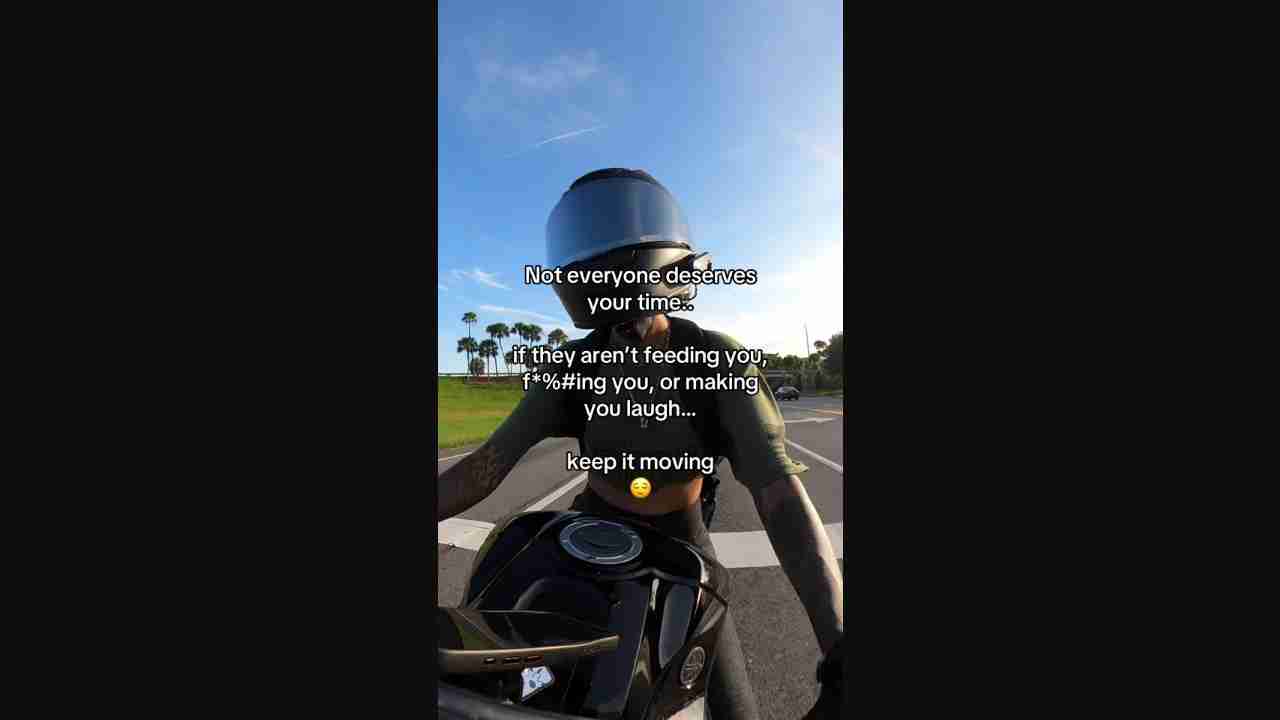 Not everyone deserves
your time..
if they aren't feeding you,
f*%#ing you, or making
you laugh...
keep it moving
😌